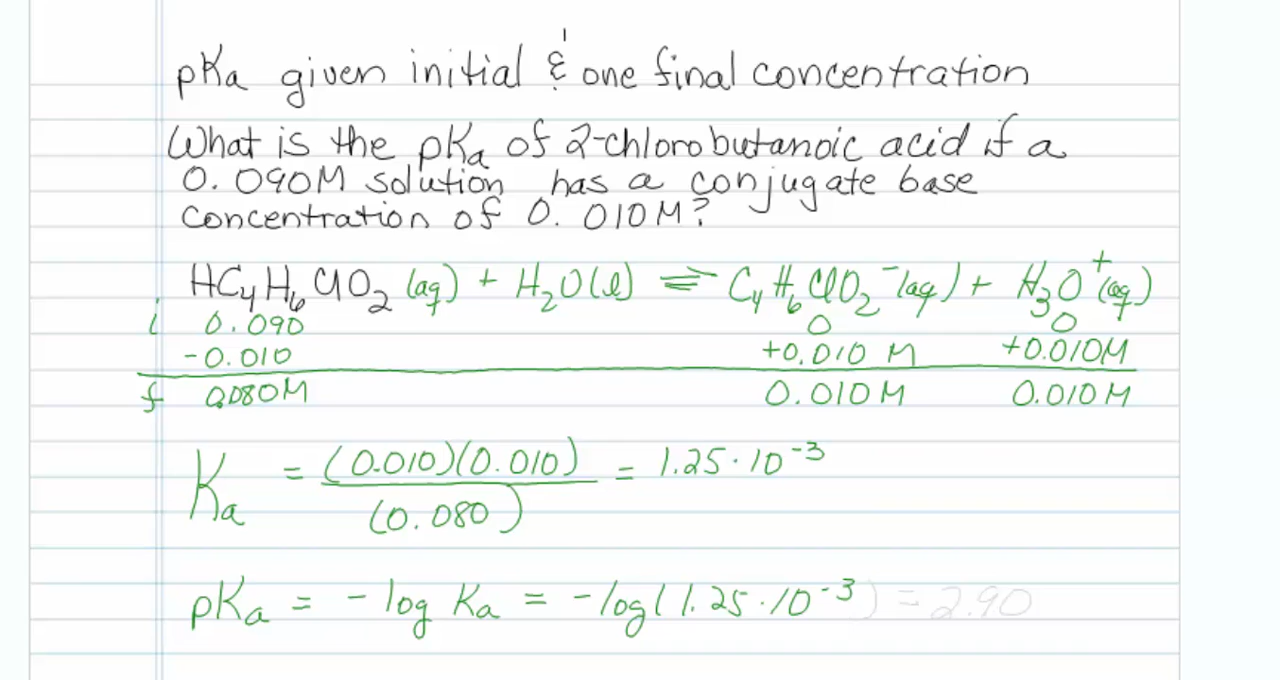 pKa given initial & one final concentration
What is the pKa of 2-chlorobutanoic acid if a
0.090M solution has a conjugate base
concentration of 0.010M?
HC₄H₆ClO₂ (aq) + H₂O(l) ⇌ C₄H₆ClO₂⁻(aq) + H₃O⁺(aq)
i 0.090 0 0
-0.010 +0.010 M +0.010M
f 0.080M 0.010M 0.010M
Ka = (0.010)(0.010) / (0.080) = 1.25·10⁻³
pKa = -log Ka = -log(1.25·10⁻³) = 2.90